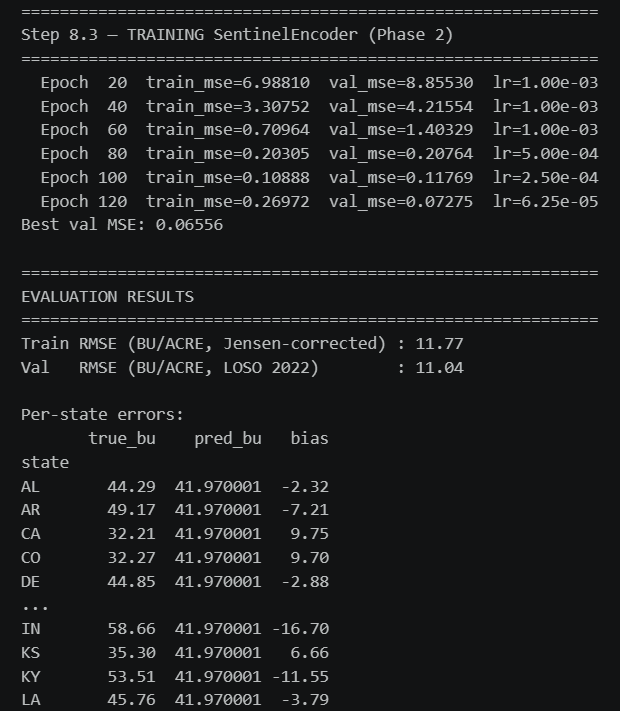 ============================================================
Step 8.3 — TRAINING SentinelEncoder (Phase 2)
============================================================
  Epoch  20  train_mse=6.98810  val_mse=8.85530  lr=1.00e-03
  Epoch  40  train_mse=3.30752  val_mse=4.21554  lr=1.00e-03
  Epoch  60  train_mse=0.70964  val_mse=1.40329  lr=1.00e-03
  Epoch  80  train_mse=0.20305  val_mse=0.20764  lr=5.00e-04
  Epoch 100  train_mse=0.10888  val_mse=0.11769  lr=2.50e-04
  Epoch 120  train_mse=0.26972  val_mse=0.07275  lr=6.25e-05
Best val MSE: 0.06556
============================================================
EVALUATION RESULTS
============================================================
Train RMSE (BU/ACRE, Jensen-corrected) : 11.77
Val   RMSE (BU/ACRE, LOSO 2022)        : 11.04
Per-state errors:
       true_bu    pred_bu   bias
state
AL       44.29  41.970001  -2.32
AR       49.17  41.970001  -7.21
CA       32.21  41.970001   9.75
CO       32.27  41.970001   9.70
DE       44.85  41.970001  -2.88
...
IN       58.66  41.970001 -16.70
KS       35.30  41.970001   6.66
KY       53.51  41.970001 -11.55
LA       45.76  41.970001  -3.79